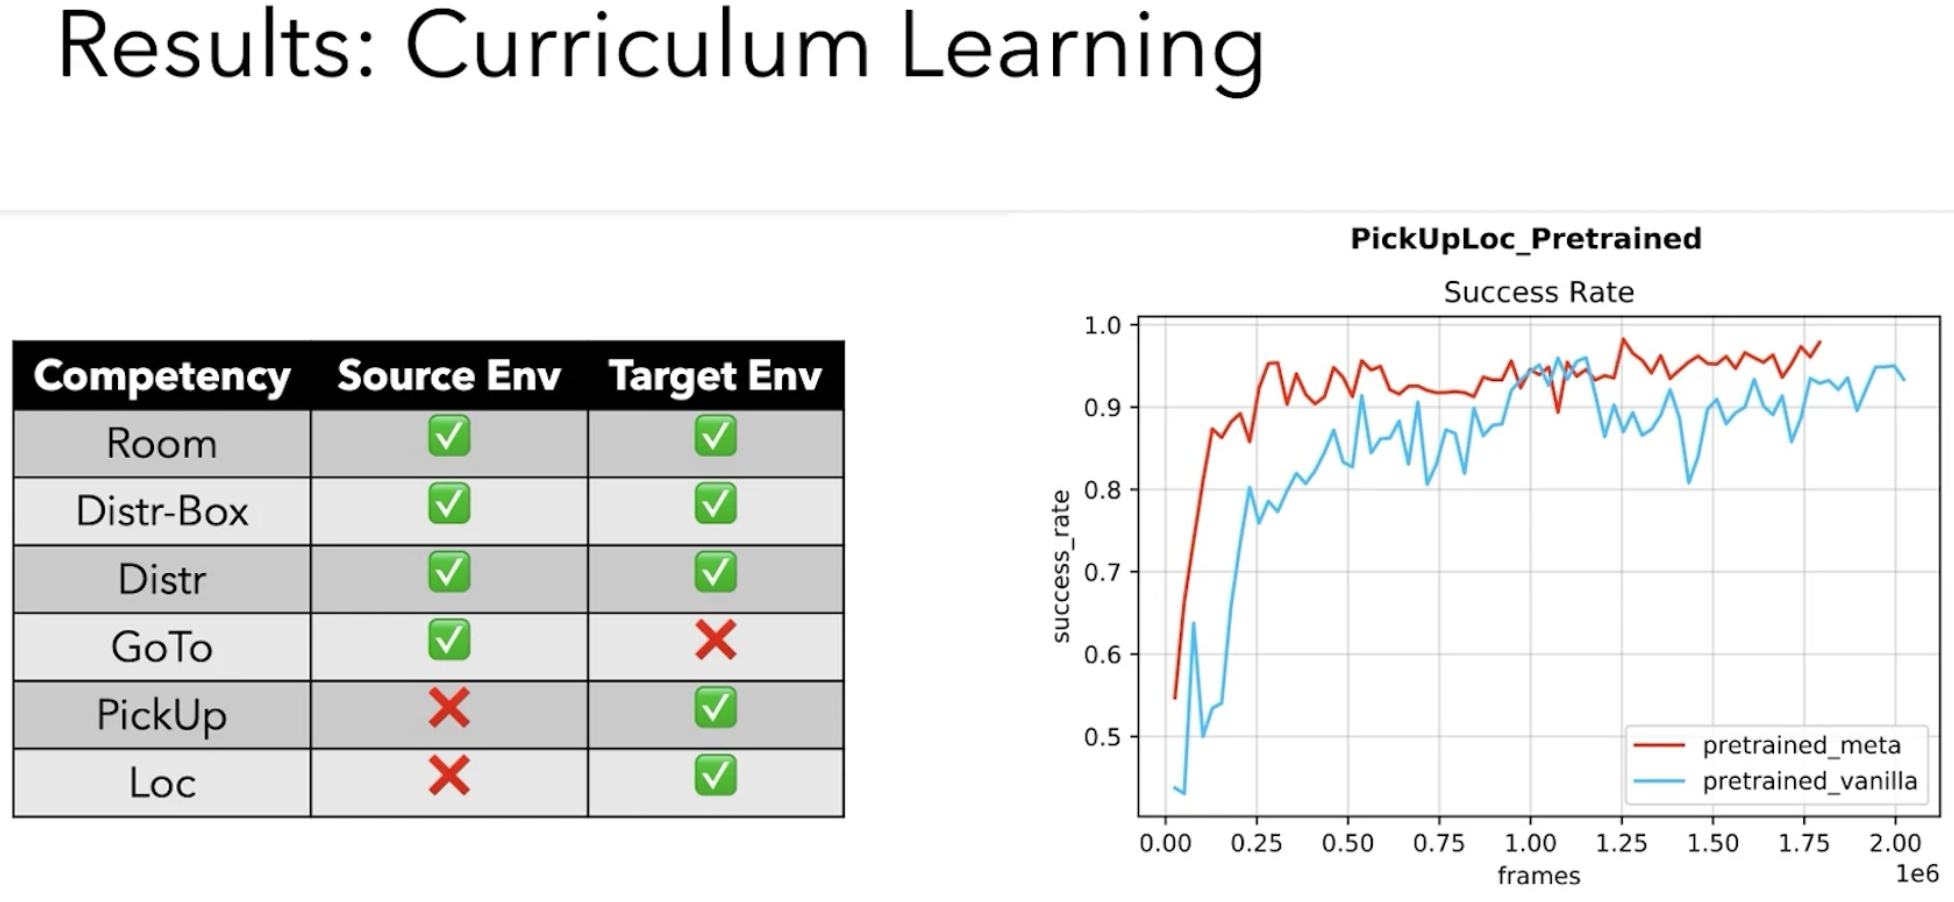 Results: Curriculum Learning
Competency Source Env Target Env
Room ✅ ✅
Distr-Box ✅ ✅
Distr ✅ ✅
GoTo ✅ ❌
PickUp ❌ ✅
Loc ❌ ✅
PickUpLoc_Pretrained
Success Rate
success_rate
1.0
0.9
0.8
0.7
0.6
0.5
pretrained_meta
pretrained_vanilla
0.00 0.25 0.50 0.75 1.00 1.25 1.50 1.75 2.00
frames
1e6